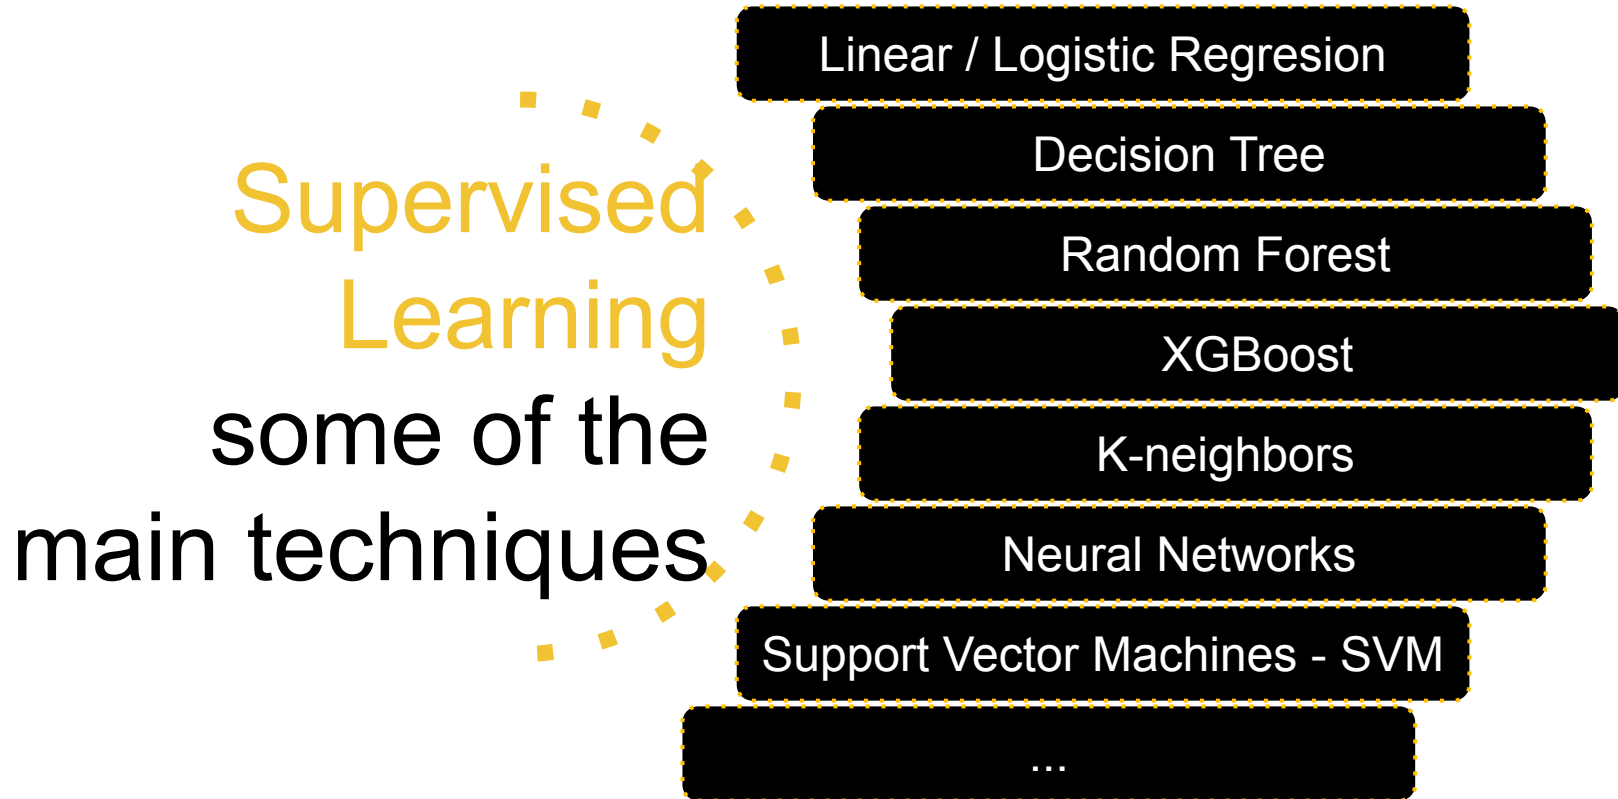 Supervised
Learning
some of the
main techniques
Linear / Logistic Regresion
Decision Tree
Random Forest
XGBoost
K-neighbors
Neural Networks
Support Vector Machines - SVM
...